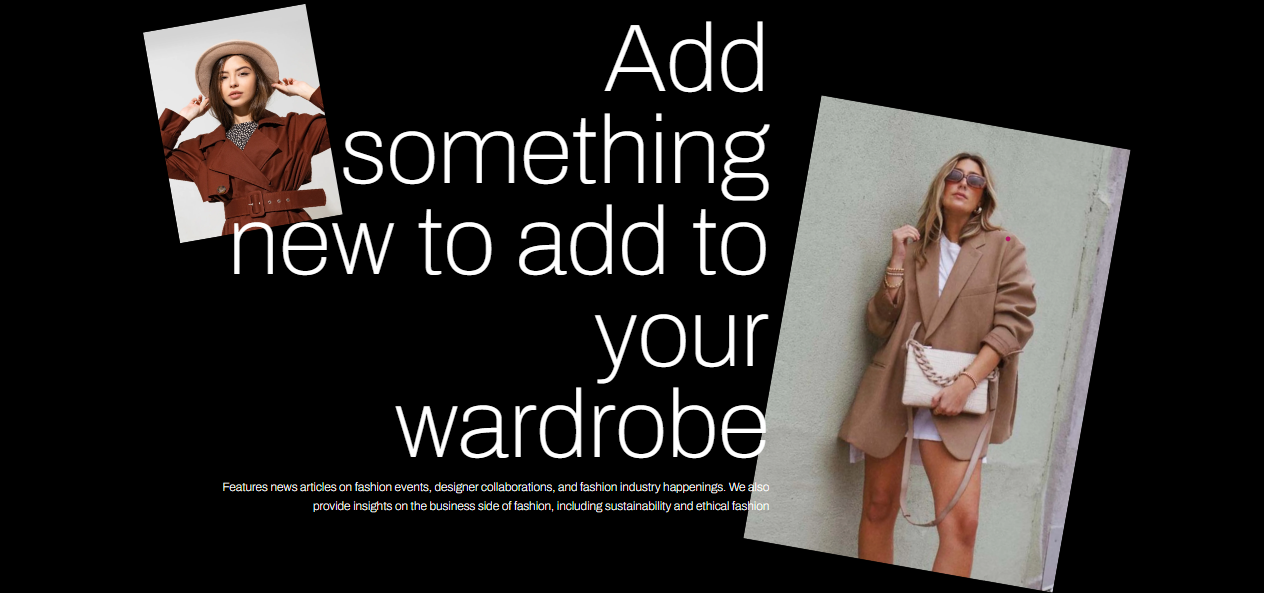 Add
something
new to add to
your
wardrobe
Features news articles on fashion events, designer collaborations, and fashion industry happenings. We also
provide insights on the business side of fashion, including sustainability and ethical fashion